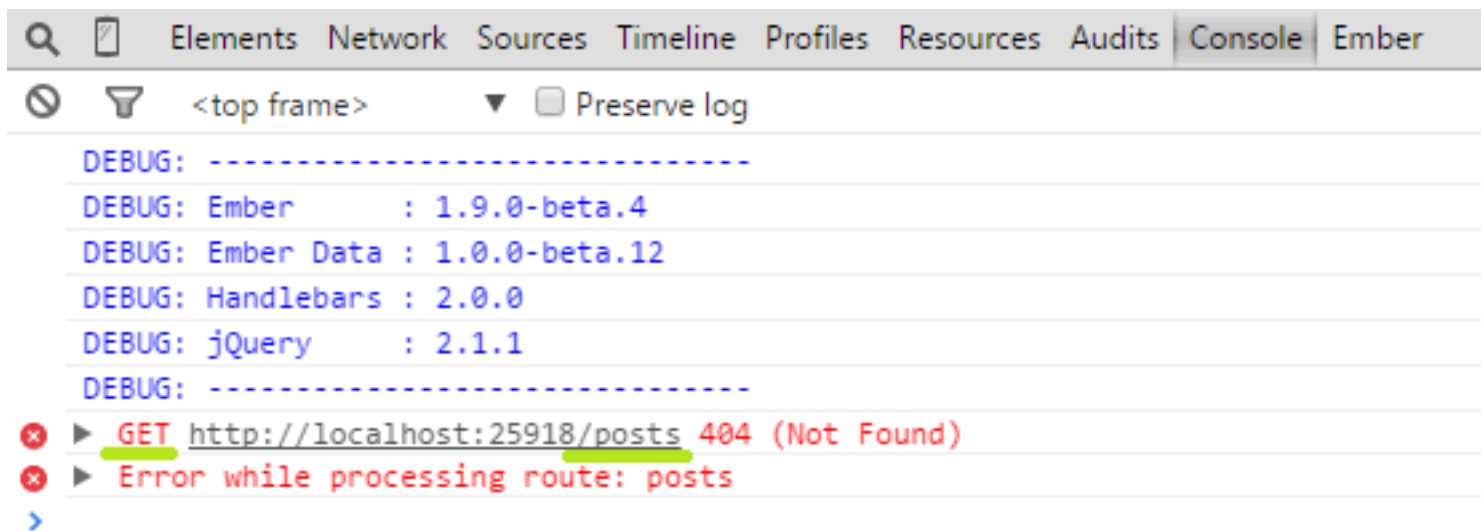 Elements Network Sources Timeline Profiles Resources Audits Console Ember
<top frame> ▼ Preserve log
DEBUG: -------------------------------
DEBUG: Ember      : 1.9.0-beta.4
DEBUG: Ember Data : 1.0.0-beta.12
DEBUG: Handlebars : 2.0.0
DEBUG: jQuery     : 2.1.1
DEBUG: -------------------------------
GET http://localhost:25918/posts 404 (Not Found)
Error while processing route: posts